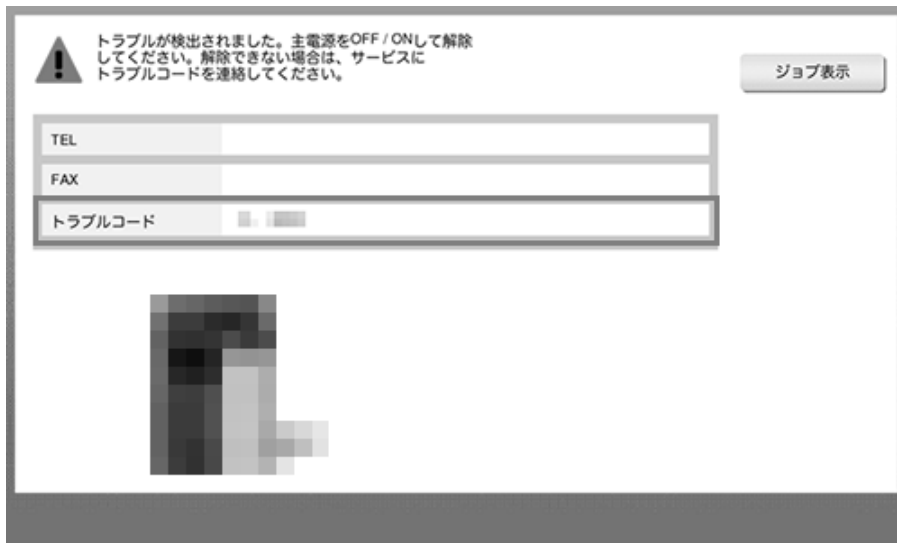 トラブルが検出されました。主電源をOFF / ONして解除
してください。解除できない場合は、サービスに
トラブルコードを連絡してください。
ジョブ表示
TEL
FAX
トラブルコード